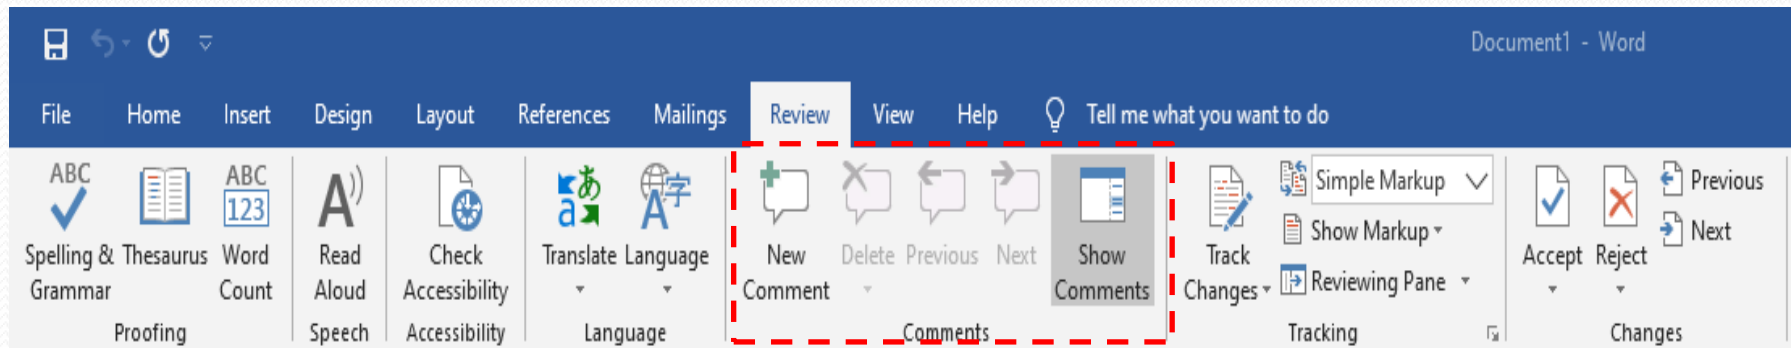 Document1 - Word
File Home Insert Design Layout References Mailings Review View Help Tell me what you want to do
ABC
Spelling &
Grammar
Thesaurus
ABC
123
Word
Count
Proofing
A
Read
Aloud
Speech
Check
Accessibility
Accessibility
あ
a
Translate
字
A
Language
Language
New
Comment
Delete
Previous
Next
Show
Comments
Comments
Track
Changes
Simple Markup
Show Markup
Reviewing Pane
Tracking
Accept
Reject
Previous
Next
Changes